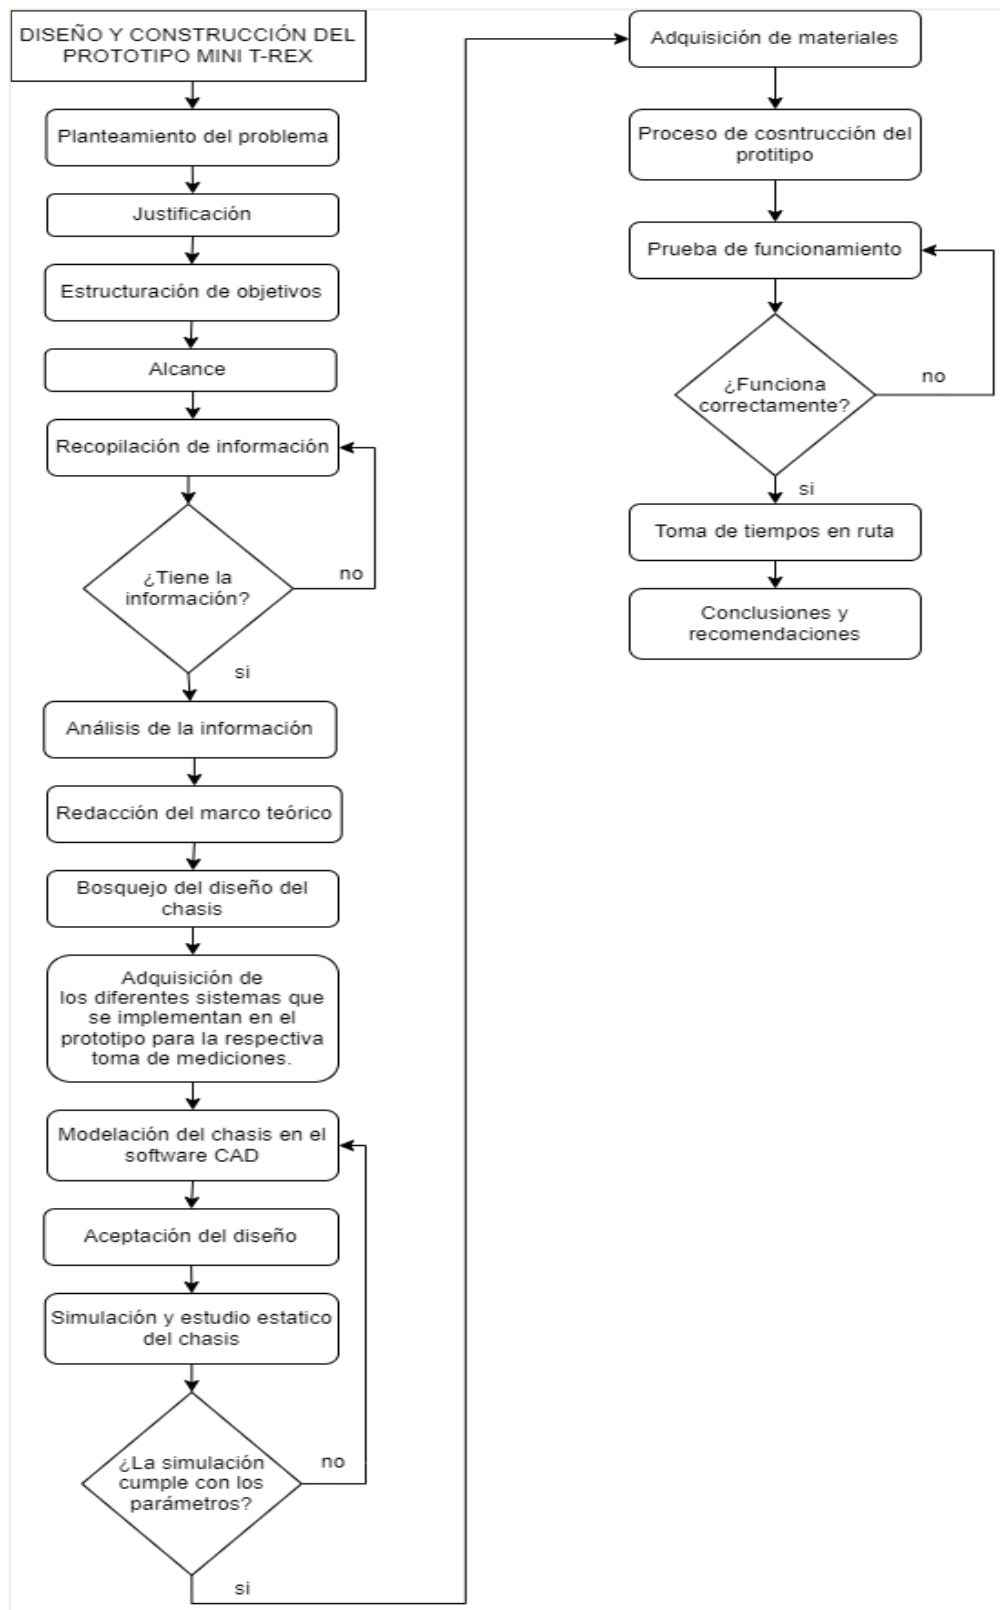 DISEÑO Y CONSTRUCCIÓN DEL
PROTOTIPO MINI T-REX
Planteamiento del problema
Justificación
Estructuración de objetivos
Alcance
Recopilación de información
¿Tiene la
información?
no
si
Análisis de la información
Redacción del marco teórico
Bosquejo del diseño del
chasis
Adquisición de
los diferentes sistemas que
se implementan en el
prototipo para la respectiva
toma de mediciones.
Modelación del chasis en el
software CAD
Aceptación del diseño
Simulación y estudio estatico
del chasis
¿La simulación
cumple con los
parámetros?
no
si
Adquisición de materiales
Proceso de cosntrucción del
protitipo
Prueba de funcionamiento
¿Funciona
correctamente?
no
si
Toma de tiempos en ruta
Conclusiones y
recomendaciones